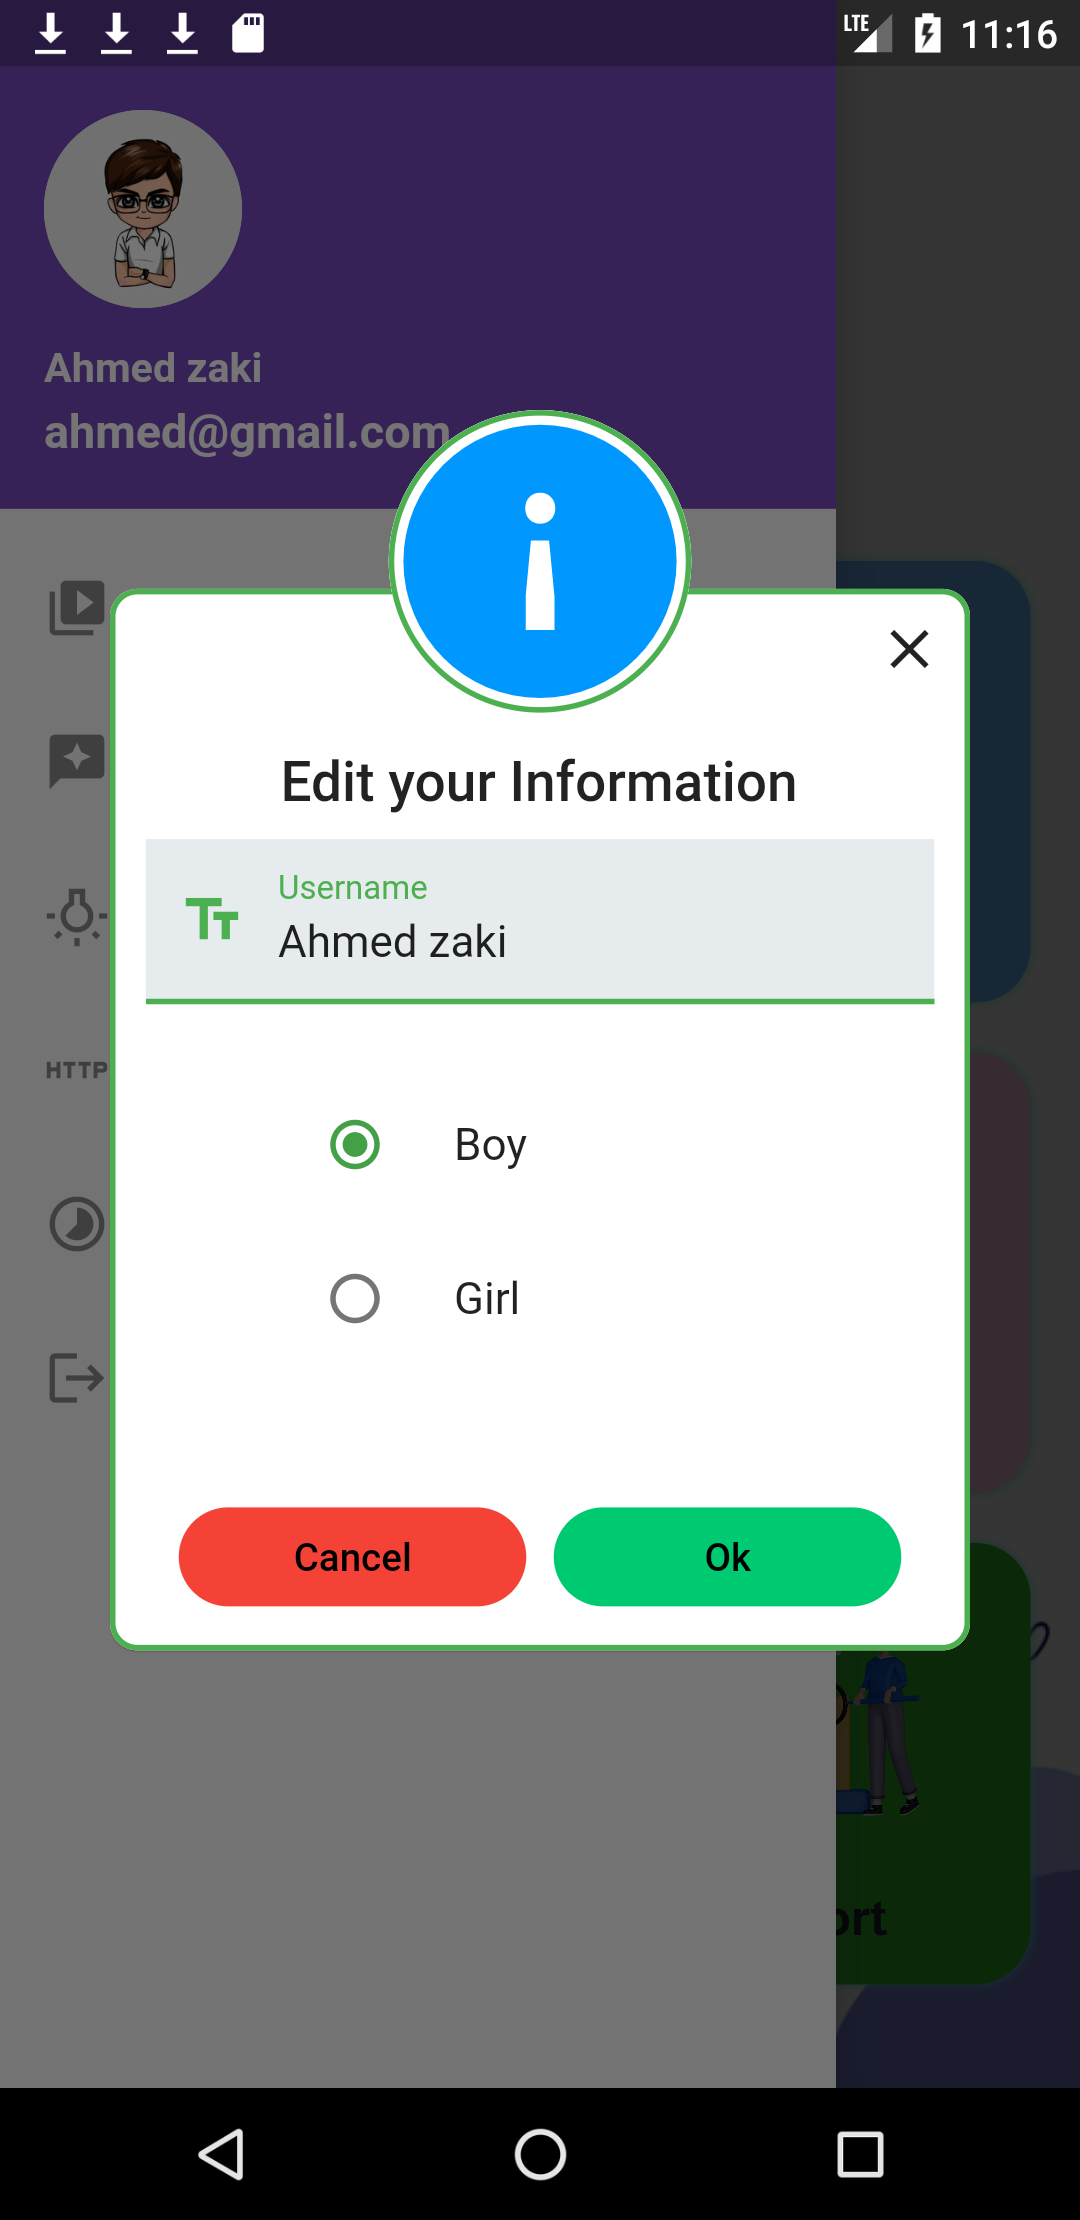 LTE 11:16
Ahmed zaki
ahmed@gmail.com
Edit your Information
Username
Ahmed zaki
HTTP
Boy
Girl
Cancel Ok
ort